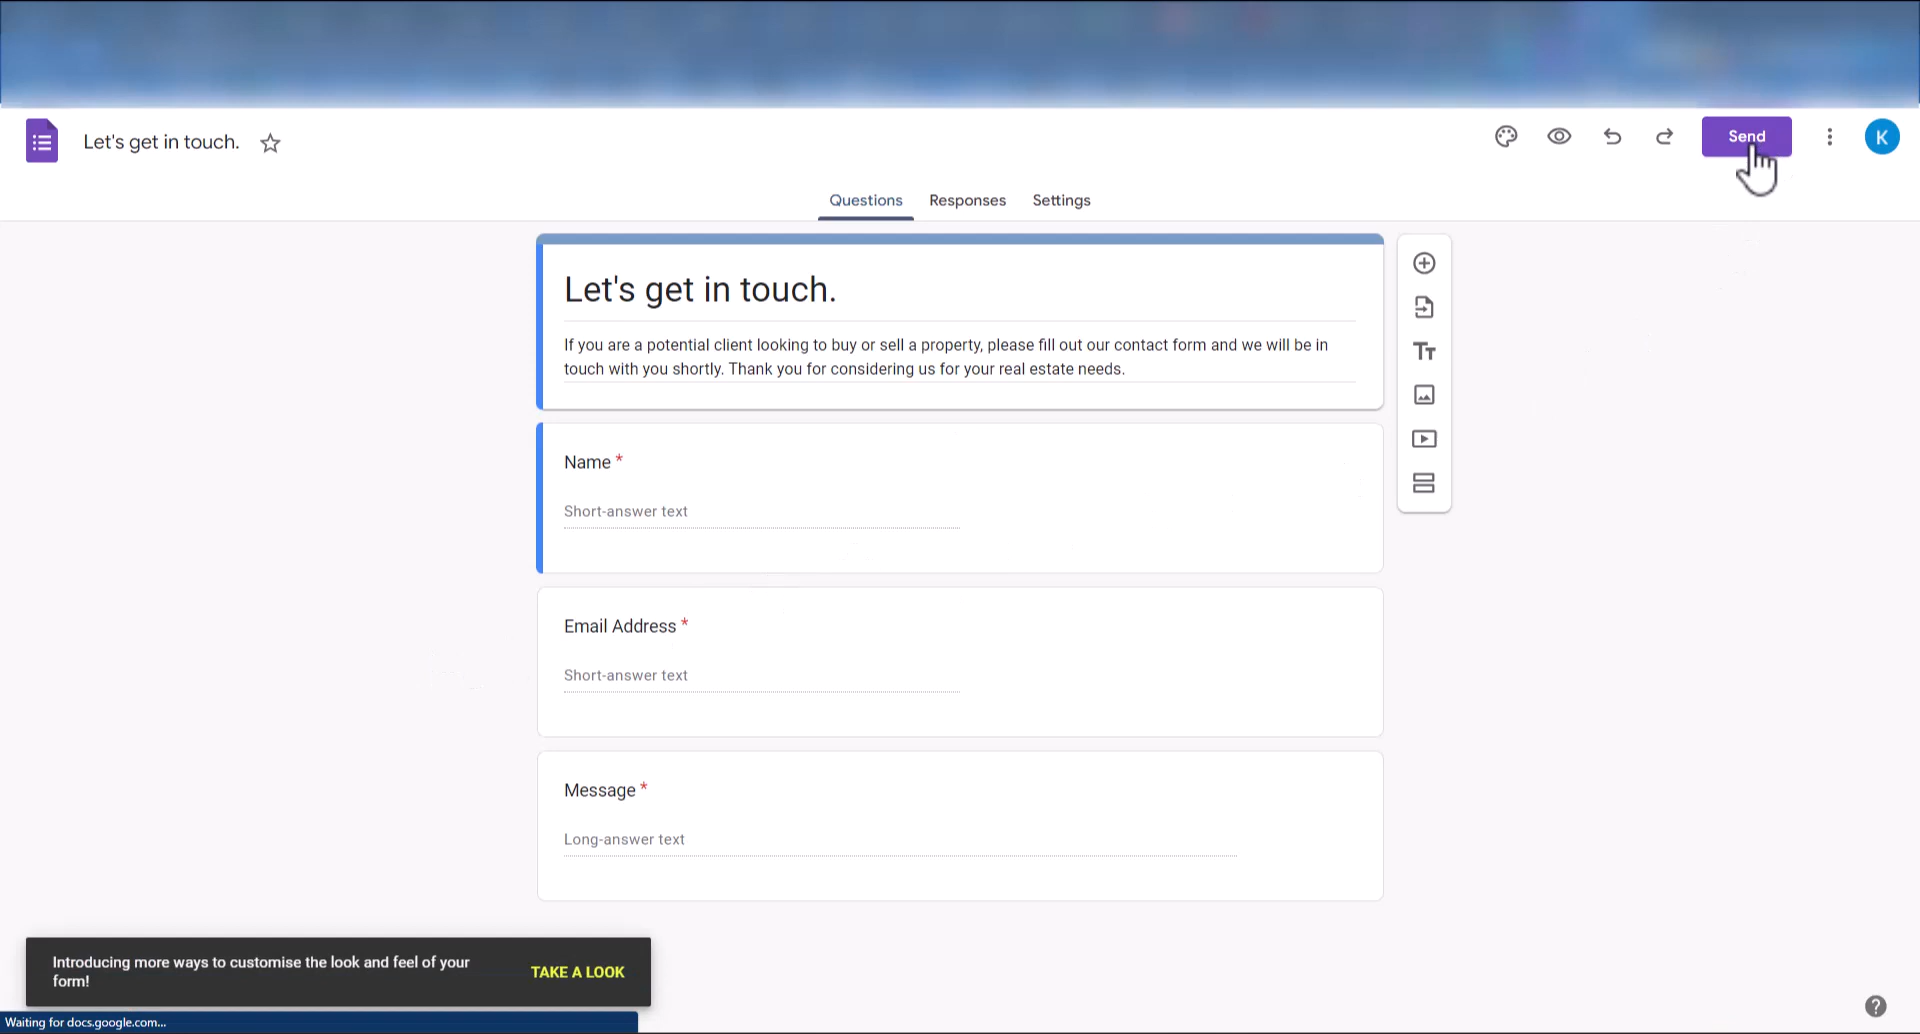 Let's get in touch.
Send
K
Questions Responses Settings
Let's get in touch.
If you are a potential client looking to buy or sell a property, please fill out our contact form and we will be in
touch with you shortly. Thank you for considering us for your real estate needs.
Name *
Short-answer text
Email Address *
Short-answer text
Message *
Long-answer text
Introducing more ways to customise the look and feel of your
form!
TAKE A LOOK
Waiting for docs.google.com...